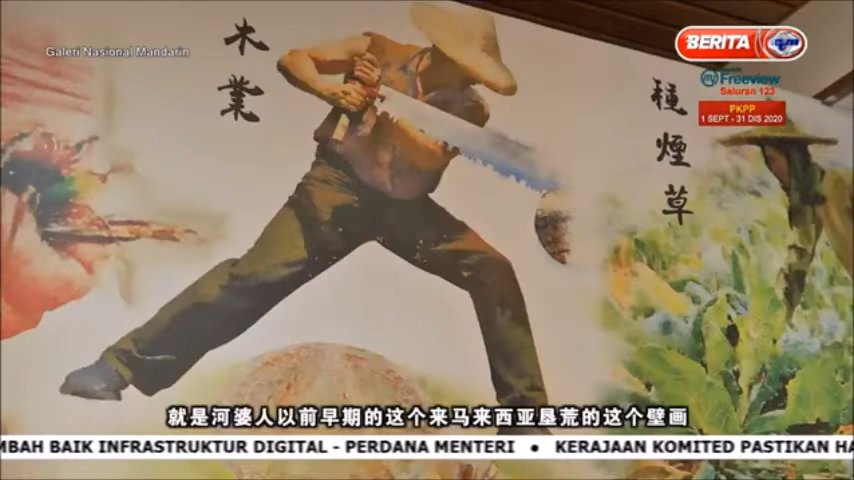 Galeri Nasional Mandarin
木業
種煙草
BERITA
Freeview
Saluran 123
PKPP
1 SEPT - 31 DIS 2020
就是河婆人以前早期的这个来马来西亚垦荒的这个壁画
MBAH BAIK INFRASTRUKTUR DIGITAL - PERDANA MENTERI ● KERAJAAN KOMITED PASTIKAN HA